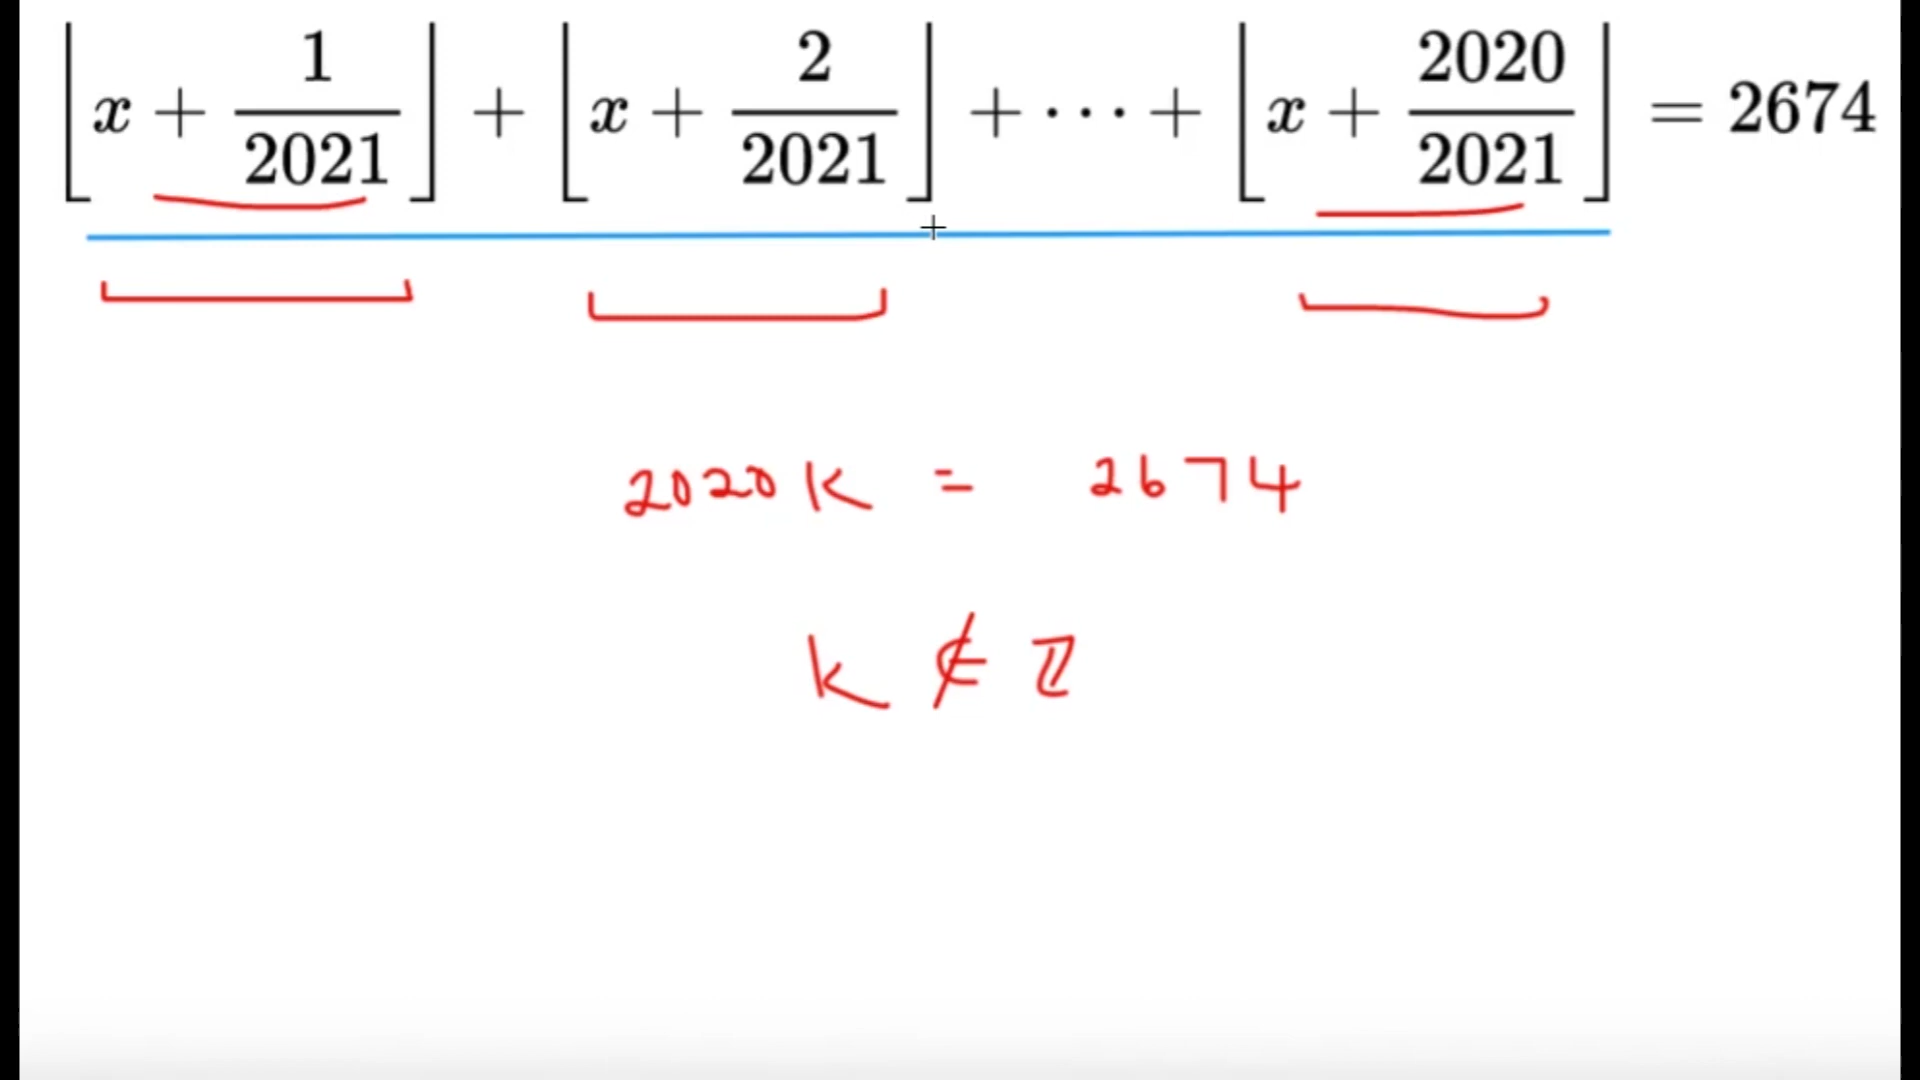 ⌊x + 1/2021⌋ + ⌊x + 2/2021⌋ + ··· + ⌊x + 2020/2021⌋ = 2674
2020 K = 2674
K ∉ ℤ